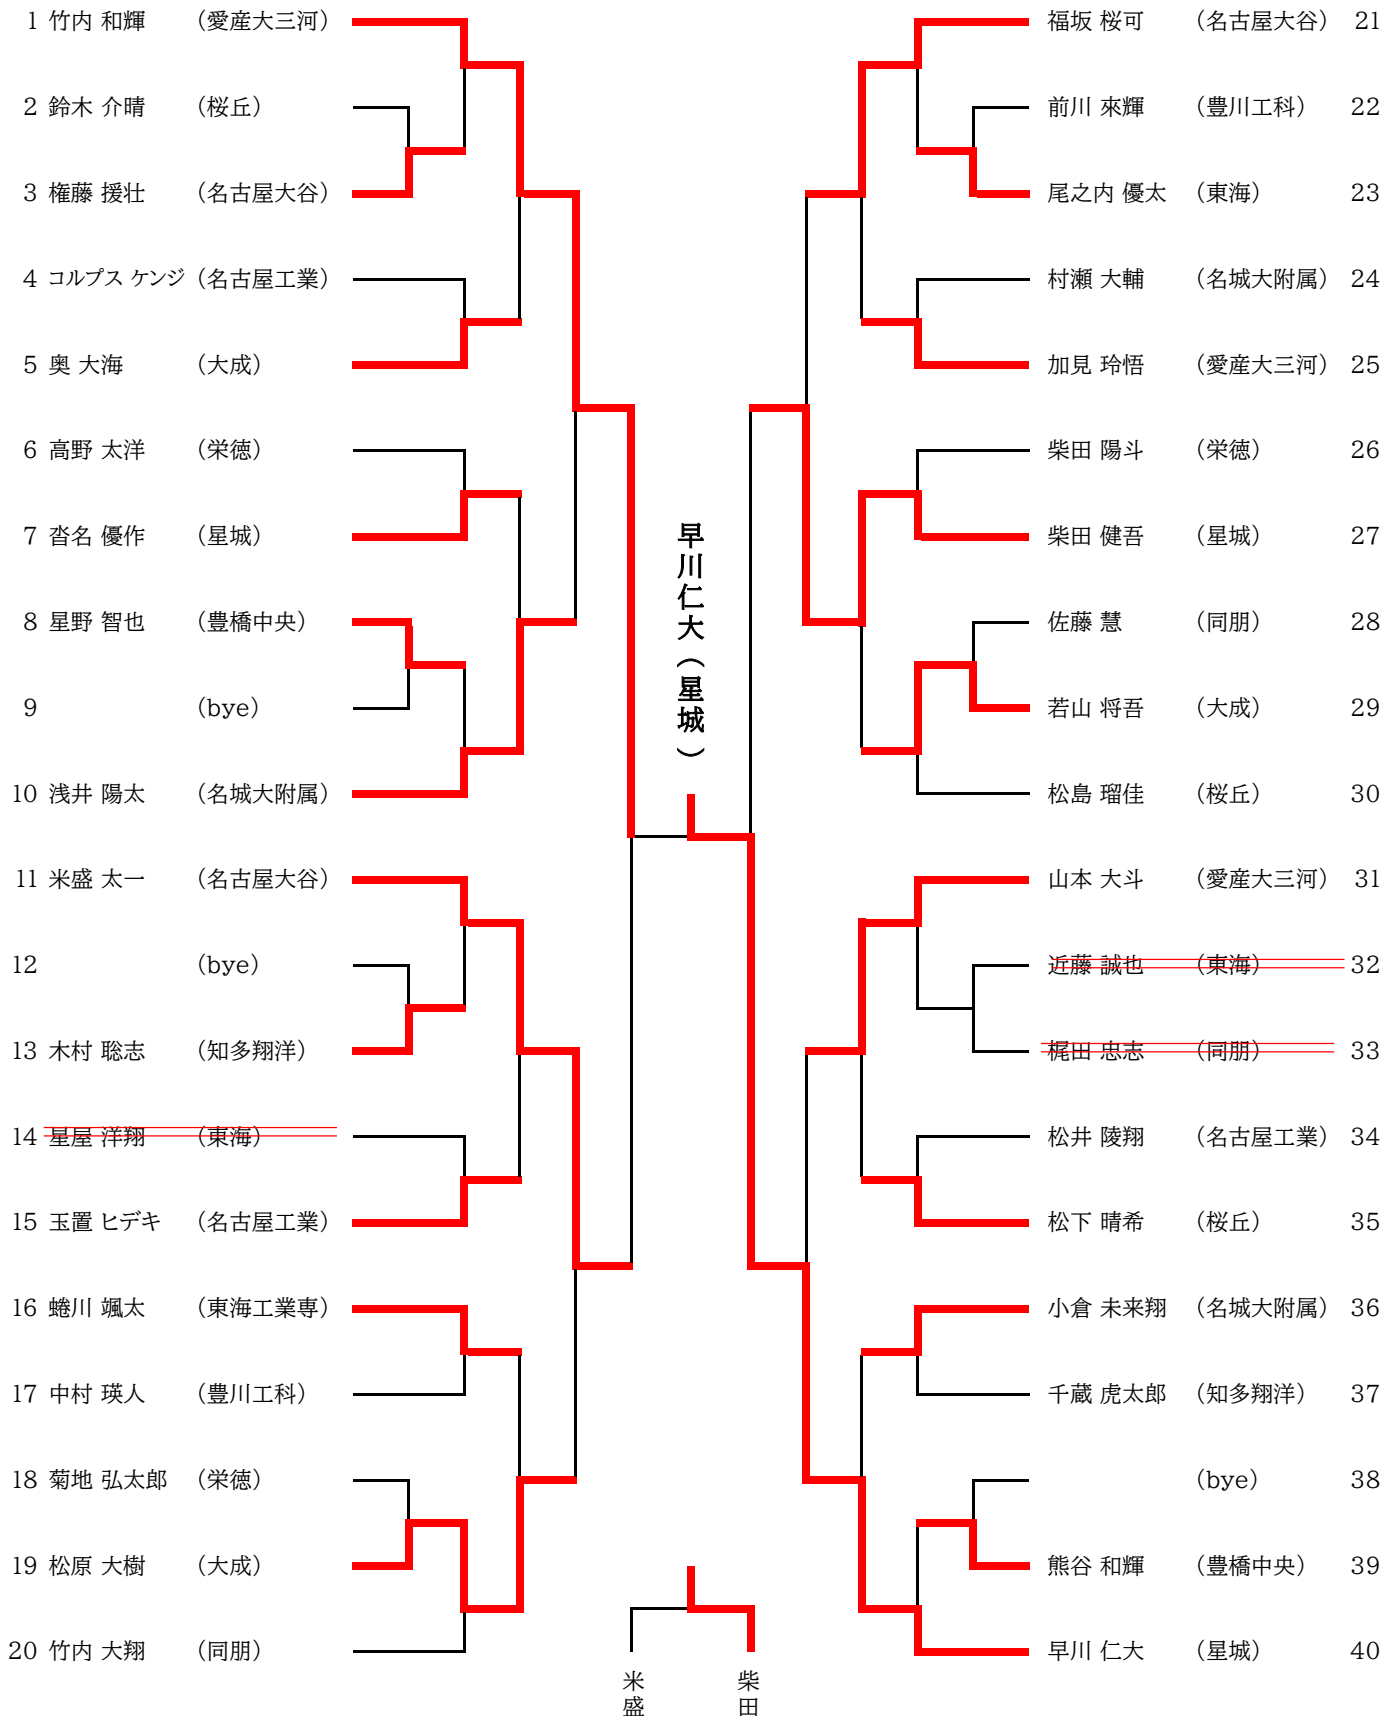 1 竹内 和輝 （愛産大三河）
2 鈴木 介晴 （桜丘）
3 権藤 援壮 （名古屋大谷）
4 コルプス ケンジ （名古屋工業）
5 奥 大海 （大成）
6 高野 太洋 （栄徳）
7 沓名 優作 （星城）
8 星野 智也 （豊橋中央）
9 （bye）
10 浅井 陽太 （名城大附属）
11 米盛 太一 （名古屋大谷）
12 （bye）
13 木村 聡志 （知多翔洋）
14 星屋 洋翔 （東海）
15 玉置 ヒデキ （名古屋工業）
16 蜷川 颯太 （東海工業専）
17 中村 瑛人 （豊川工科）
18 菊地 弘太郎 （栄徳）
19 松原 大樹 （大成）
20 竹内 大翔 （同朋）
早川仁大（星城）
米盛
柴田
福坂 桜可 （名古屋大谷） 21
前川 來輝 （豊川工科） 22
尾之内 優太 （東海） 23
村瀬 大輔 （名城大附属） 24
加見 玲悟 （愛産大三河） 25
柴田 陽斗 （栄徳） 26
柴田 健吾 （星城） 27
佐藤 慧 （同朋） 28
若山 将吾 （大成） 29
松島 瑠佳 （桜丘） 30
山本 大斗 （愛産大三河） 31
近藤 誠也 （東海） 32
梶田 忠志 （同朋） 33
松井 陵翔 （名古屋工業） 34
松下 晴希 （桜丘） 35
小倉 未来翔 （名城大附属） 36
千蔵 虎太郎 （知多翔洋） 37
（bye） 38
熊谷 和輝 （豊橋中央） 39
早川 仁大 （星城） 40